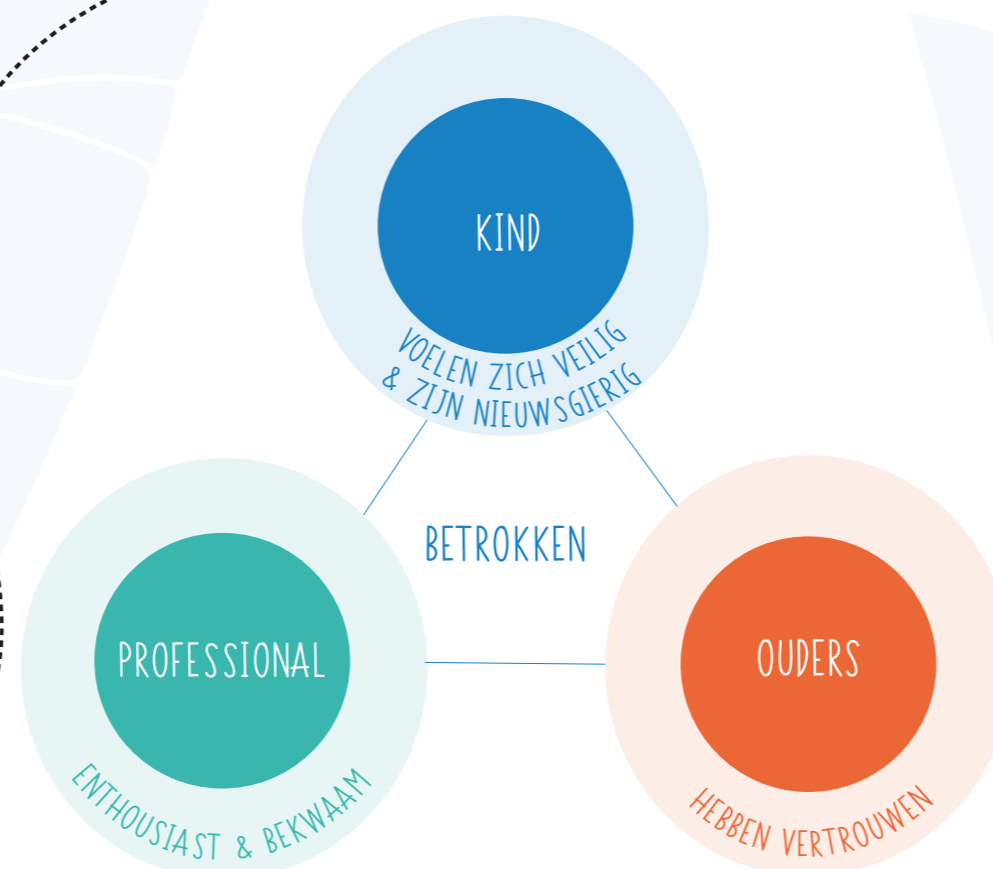 KIND
VOELEN ZICH VEILIG
& ZIJN NIEUWSGIERIG
BETROKKEN
PROFESSIONAL
ENTHOUSIAST & BEKWAAM
OUDERS
HEBBEN VERTROUWEN